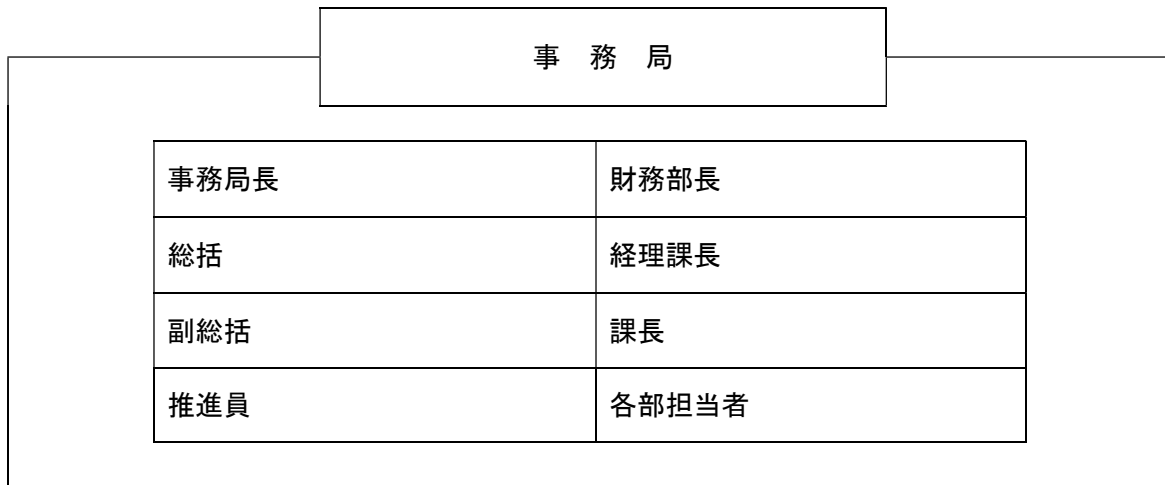 事　務　局
事務局長 財務部長
総括 経理課長
副総括 課長
推進員 各部担当者